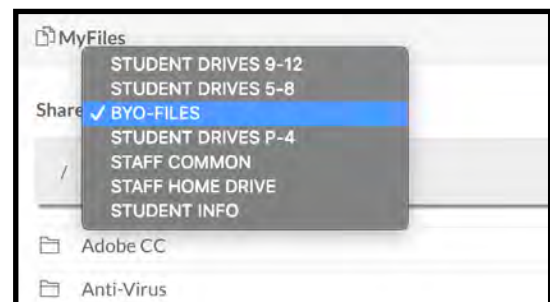 MyFiles
STUDENT DRIVES 9-12
STUDENT DRIVES 5-8
Share ✓ BYO-FILES
STUDENT DRIVES P-4
/ STAFF COMMON
STAFF HOME DRIVE
STUDENT INFO
Adobe CC
Anti-Virus